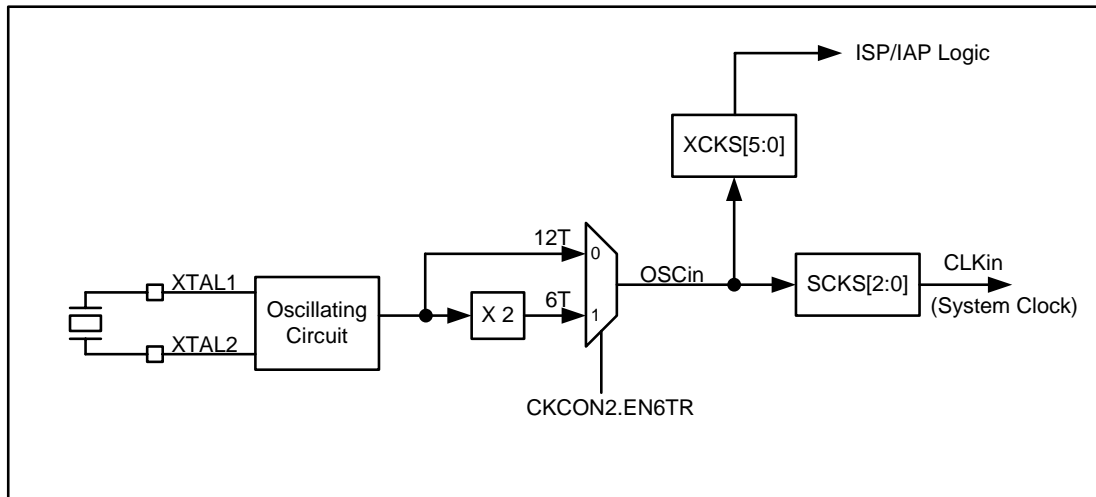 ISP/IAP Logic
XCKS[5:0]
12T
0
XTAL1
OSCin
CLKin
Oscillating
Circuit
X 2
6T
1
SCKS[2:0]
(System Clock)
XTAL2
CKCON2.EN6TR